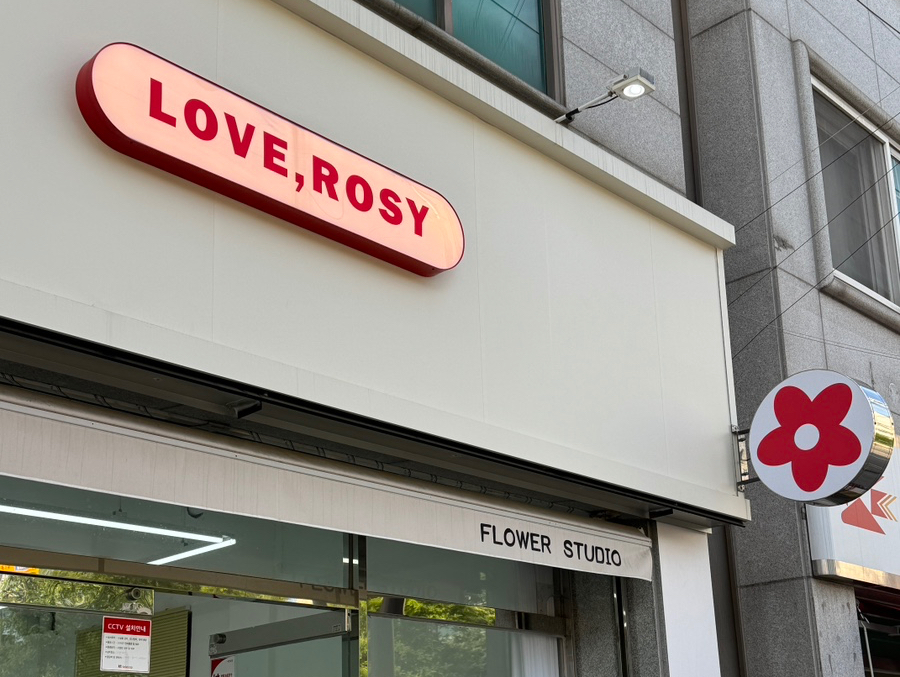 LOVE,ROSY
FLOWER STUDIO
CCTV 설치안내